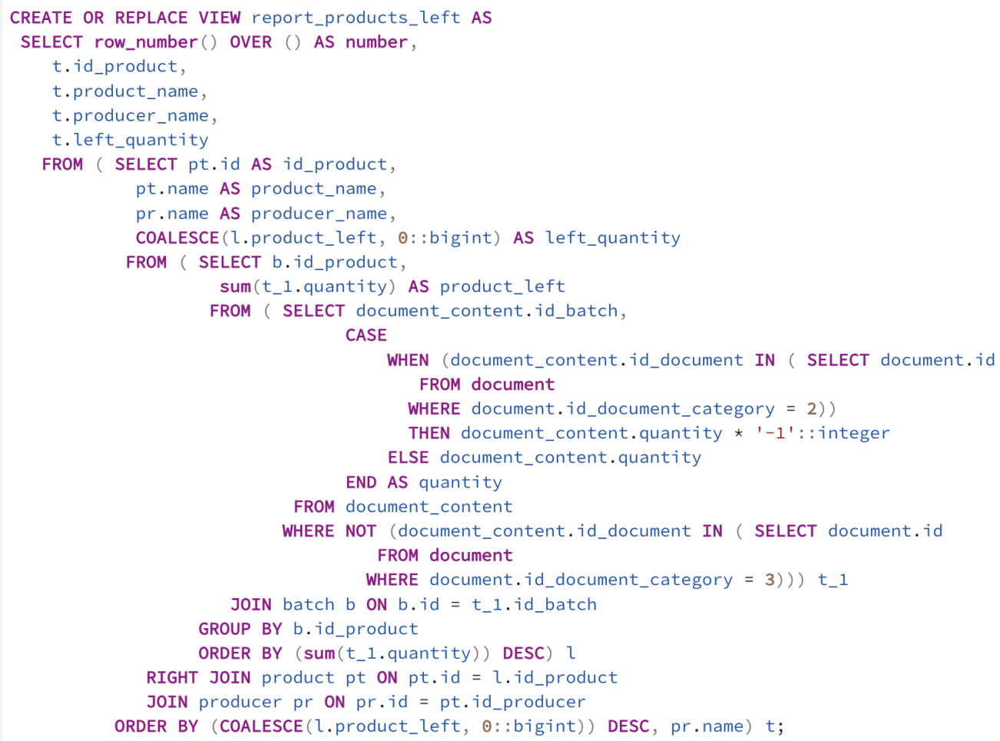 CREATE OR REPLACE VIEW report_products_left AS
SELECT row_number() OVER () AS number,
t.id_product,
t.product_name,
t.producer_name,
t.left_quantity
FROM ( SELECT pt.id AS id_product,
pt.name AS product_name,
pr.name AS producer_name,
COALESCE(l.product_left, 0::bigint) AS left_quantity
FROM ( SELECT b.id_product,
sum(t_1.quantity) AS product_left
FROM ( SELECT document_content.id_batch,
CASE
WHEN (document_content.id_document IN ( SELECT document.id
FROM document
WHERE document.id_document_category = 2))
THEN document_content.quantity * '-1'::integer
ELSE document_content.quantity
END AS quantity
FROM document_content
WHERE NOT (document_content.id_document IN ( SELECT document.id
FROM document
WHERE document.id_document_category = 3))) t_1
JOIN batch b ON b.id = t_1.id_batch
GROUP BY b.id_product
ORDER BY (sum(t_1.quantity)) DESC) l
RIGHT JOIN product pt ON pt.id = l.id_product
JOIN producer pr ON pr.id = pt.id_producer
ORDER BY (COALESCE(l.product_left, 0::bigint)) DESC, pr.name) t;